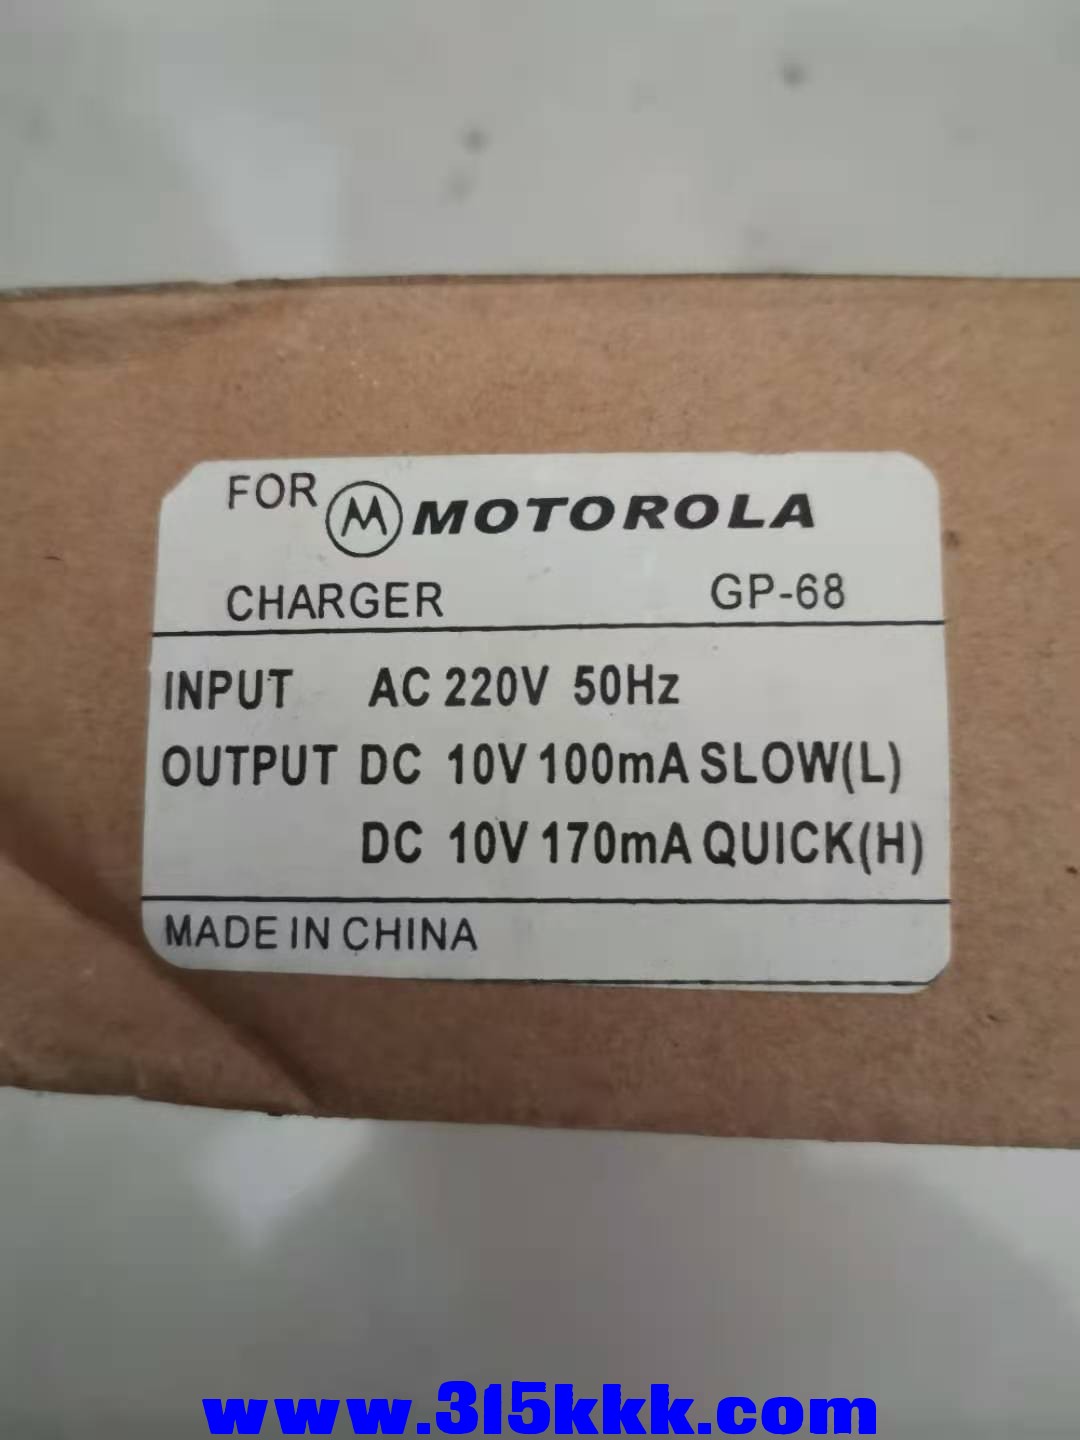 FOR M MOTOROLA
CHARGER GP-68
INPUT AC 220V 50Hz
OUTPUT DC 10V 100mA SLOW(L)
DC 10V 170mA QUICK(H)
MADE IN CHINA
www.315kkk.com